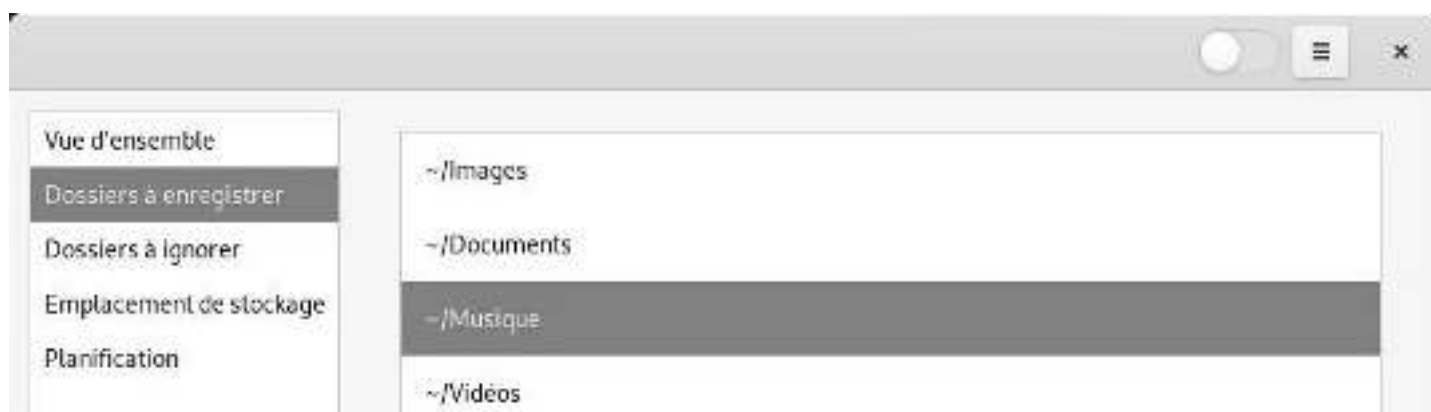 Vue d'ensemble
Dossiers à enregistrer
Dossiers à ignorer
Emplacement de stockage
Planification
~/Images
~/Documents
~/Musique
~/Vidéos